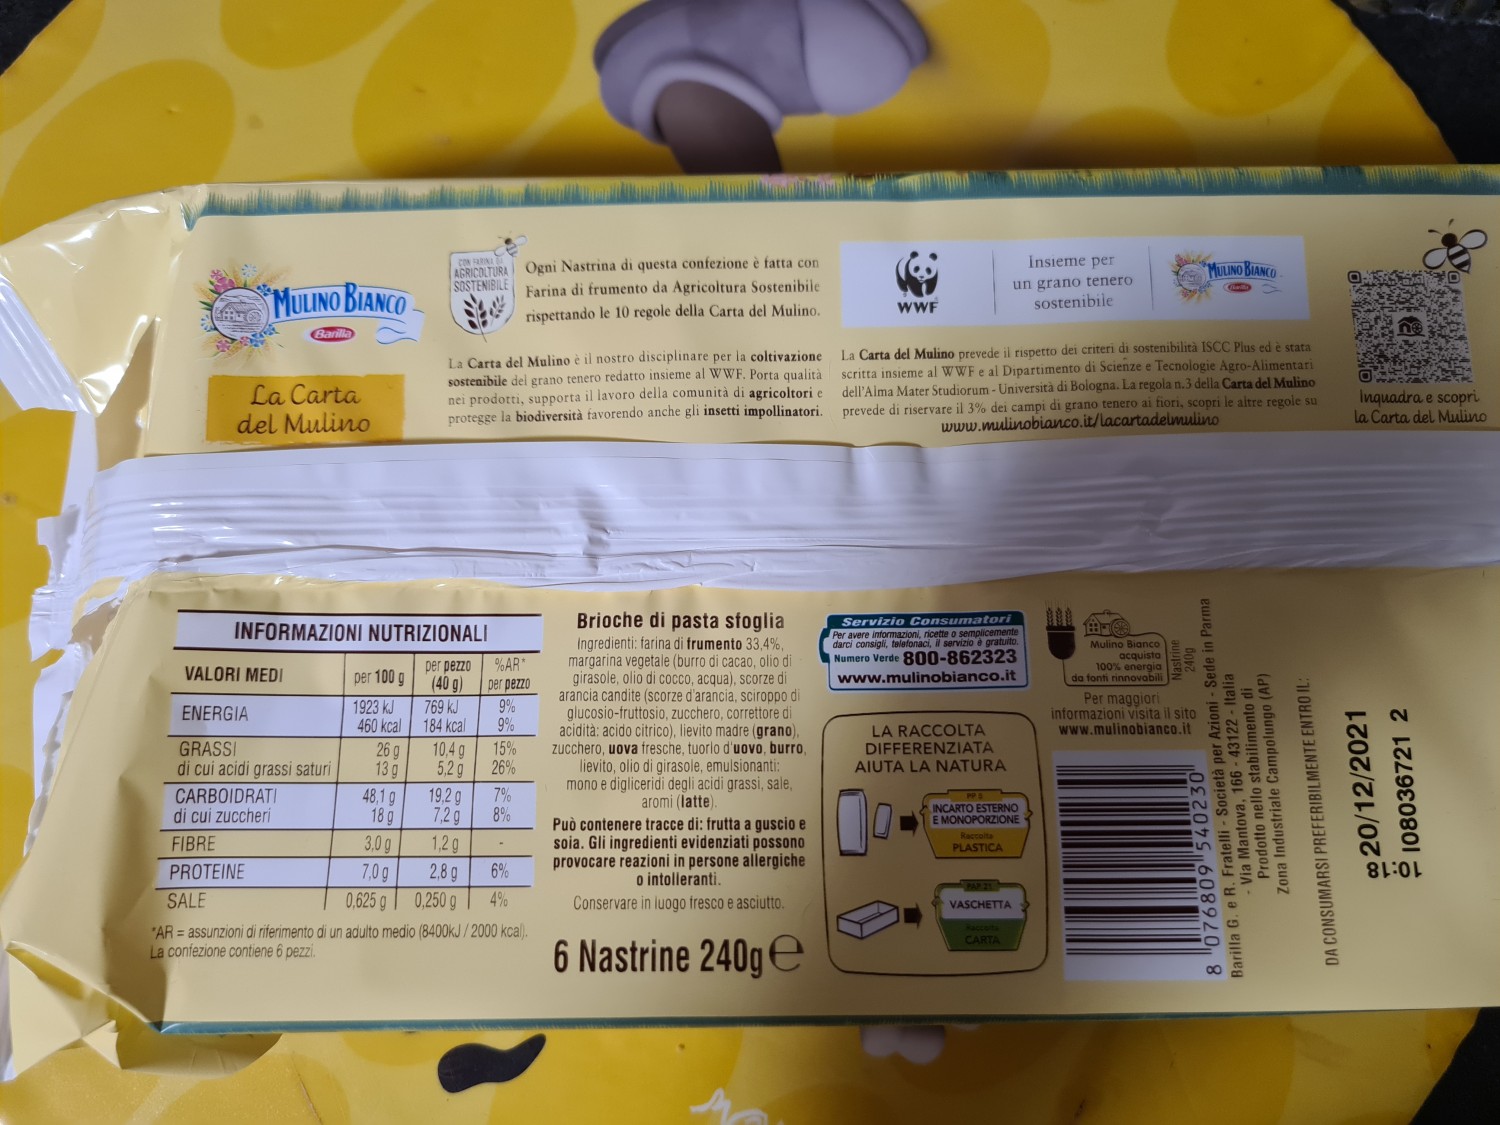 MULINO BIANCO
Barilla
La Carta
del Mulino
CON FARINA DI
AGRICOLTURA
SOSTENIBILE
Ogni Nastrina di questa confezione è fatta con
Farina di frumento da Agricoltura Sostenibile
rispettando le 10 regole della Carta del Mulino.
La Carta del Mulino è il nostro disciplinare per la coltivazione
sostenibile del grano tenero redatto insieme al WWF. Porta qualità
nei prodotti, supporta il lavoro della comunità di agricoltori e
protegge la biodiversità favorendo anche gli insetti impollinatori.
WWF
Insieme per
un grano tenero
sostenibile
MULINO BIANCO
Barilla
La Carta del Mulino prevede il rispetto dei criteri di sostenibilità ISCC Plus ed è stata
scritta insieme al WWF e al Dipartimento di Scienze e Tecnologie Agro-Alimentari
dell'Alma Mater Studiorum - Università di Bologna. La regola n.3 della Carta del Mulino
prevede di riservare il 3% dei campi di grano tenero ai fiori, scopri le altre regole su
www.mulinobianco.it/lacartadelmulino
Inquadra e scopri
la Carta del Mulino
INFORMAZIONI NUTRIZIONALI
VALORI MEDI per 100 g per pezzo (40 g) %AR* per pezzo
ENERGIA 1923 kJ 769 kJ 9%
460 kcal 184 kcal 9%
GRASSI 26 g 10,4 g 15%
di cui acidi grassi saturi 13 g 5,2 g 26%
CARBOIDRATI 48,1 g 19,2 g 7%
di cui zuccheri 18 g 7,2 g 8%
FIBRE 3,0 g 1,2 g -
PROTEINE 7,0 g 2,8 g 6%
SALE 0,625 g 0,250 g 4%
*AR = assunzioni di riferimento di un adulto medio (8400kJ / 2000 kcal).
La confezione contiene 6 pezzi.
Brioche di pasta sfoglia
Ingredienti: farina di frumento 33,4%,
margarina vegetale (burro di cacao, olio di
girasole, olio di cocco, acqua), scorze di
arancia candite (scorze d'arancia, sciroppo di
glucosio-fruttosio, zucchero, correttore di
acidità: acido citrico), lievito madre (grano),
zucchero, uova fresche, tuorlo d'uovo, burro,
lievito, olio di girasole, emulsionanti:
mono e digliceridi degli acidi grassi, sale,
aromi (latte).
Può contenere tracce di: frutta a guscio e
soia. Gli ingredienti evidenziati possono
provocare reazioni in persone allergiche
o intolleranti.
Conservare in luogo fresco e asciutto.
6 Nastrine 240g e
Servizio Consumatori
Per avere informazioni, ricette o semplicemente
darci consigli, telefonaci, il servizio è gratuito.
Numero Verde 800-862323
www.mulinobianco.it
LA RACCOLTA
DIFFERENZIATA
AIUTA LA NATURA
PP 5
INCARTO ESTERNO
E MONOPORZIONE
Raccolta
PLASTICA
PAP 21
VASCHETTA
Raccolta
CARTA
Mulino Bianco
acquista
100% energia
da fonti rinnovabili
Nastrine
240g
Per maggiori
informazioni visita il sito
www.mulinobianco.it
8 076809 540230
Barilla G. e R. Fratelli - Società per Azioni - Sede in Parma
- Via Mantova, 166 - 43122 - Italia
Prodotto nello stabilimento di
Zona Industriale Campolungo (AP)
DA CONSUMARSI PREFERIBILMENTE ENTRO IL:
20/12/2021
01:81 I08036721 2